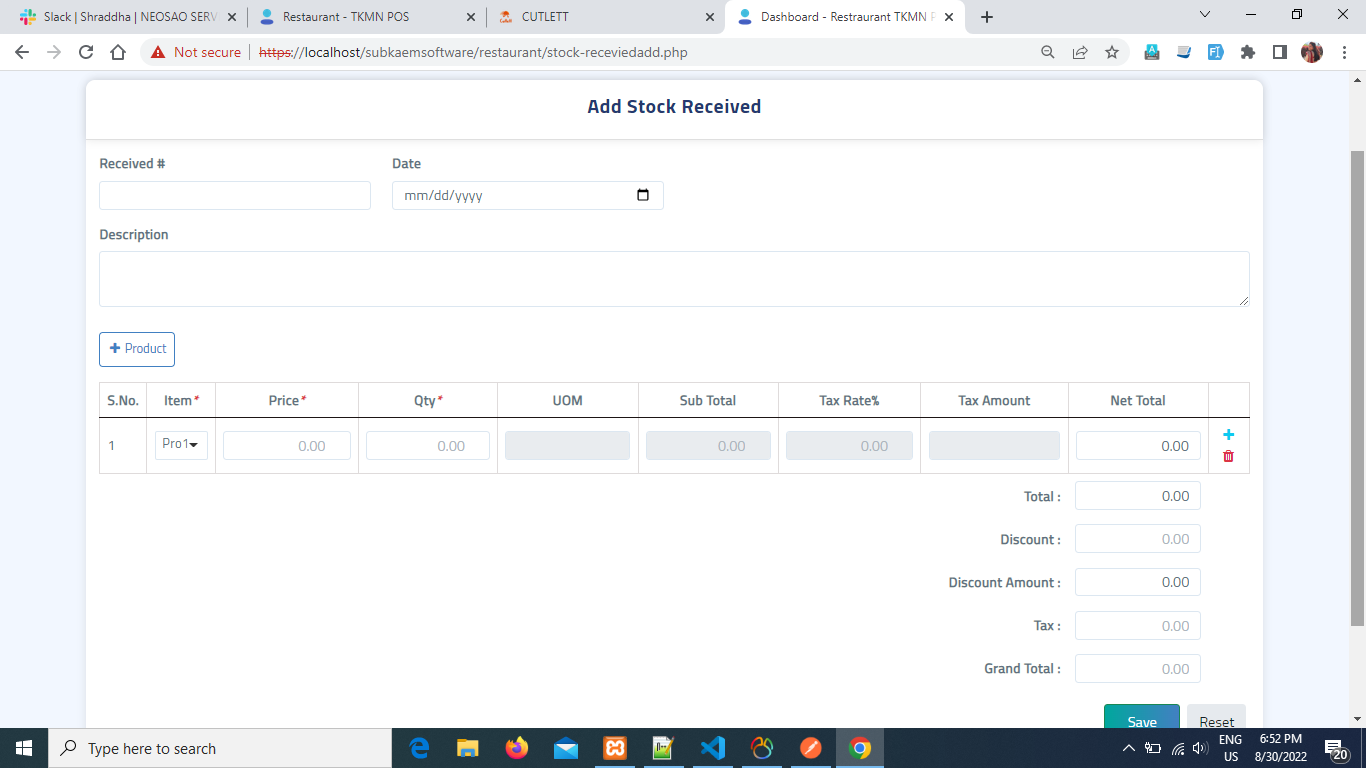 Slack | Shraddha | NEOSAO SERV
Restaurant - TKMN POS
CUTLETT
Dashboard - Restraurant TKMN P
Not secure
https://localhost/subkaemsoftware/restaurant/stock-receviedadd.php
Add Stock Received
Received # Date
mm/dd/yyyy
Description
Product
S.No. Item* Price* Qty* UOM Sub Total Tax Rate% Tax Amount Net Total
1 Pro1 0.00 0.00 0.00 0.00 0.00
Total : 0.00
Discount : 0.00
Discount Amount : 0.00
Tax : 0.00
Grand Total : 0.00
Save Reset
Type here to search
ENG
US
6:52 PM
8/30/2022
20